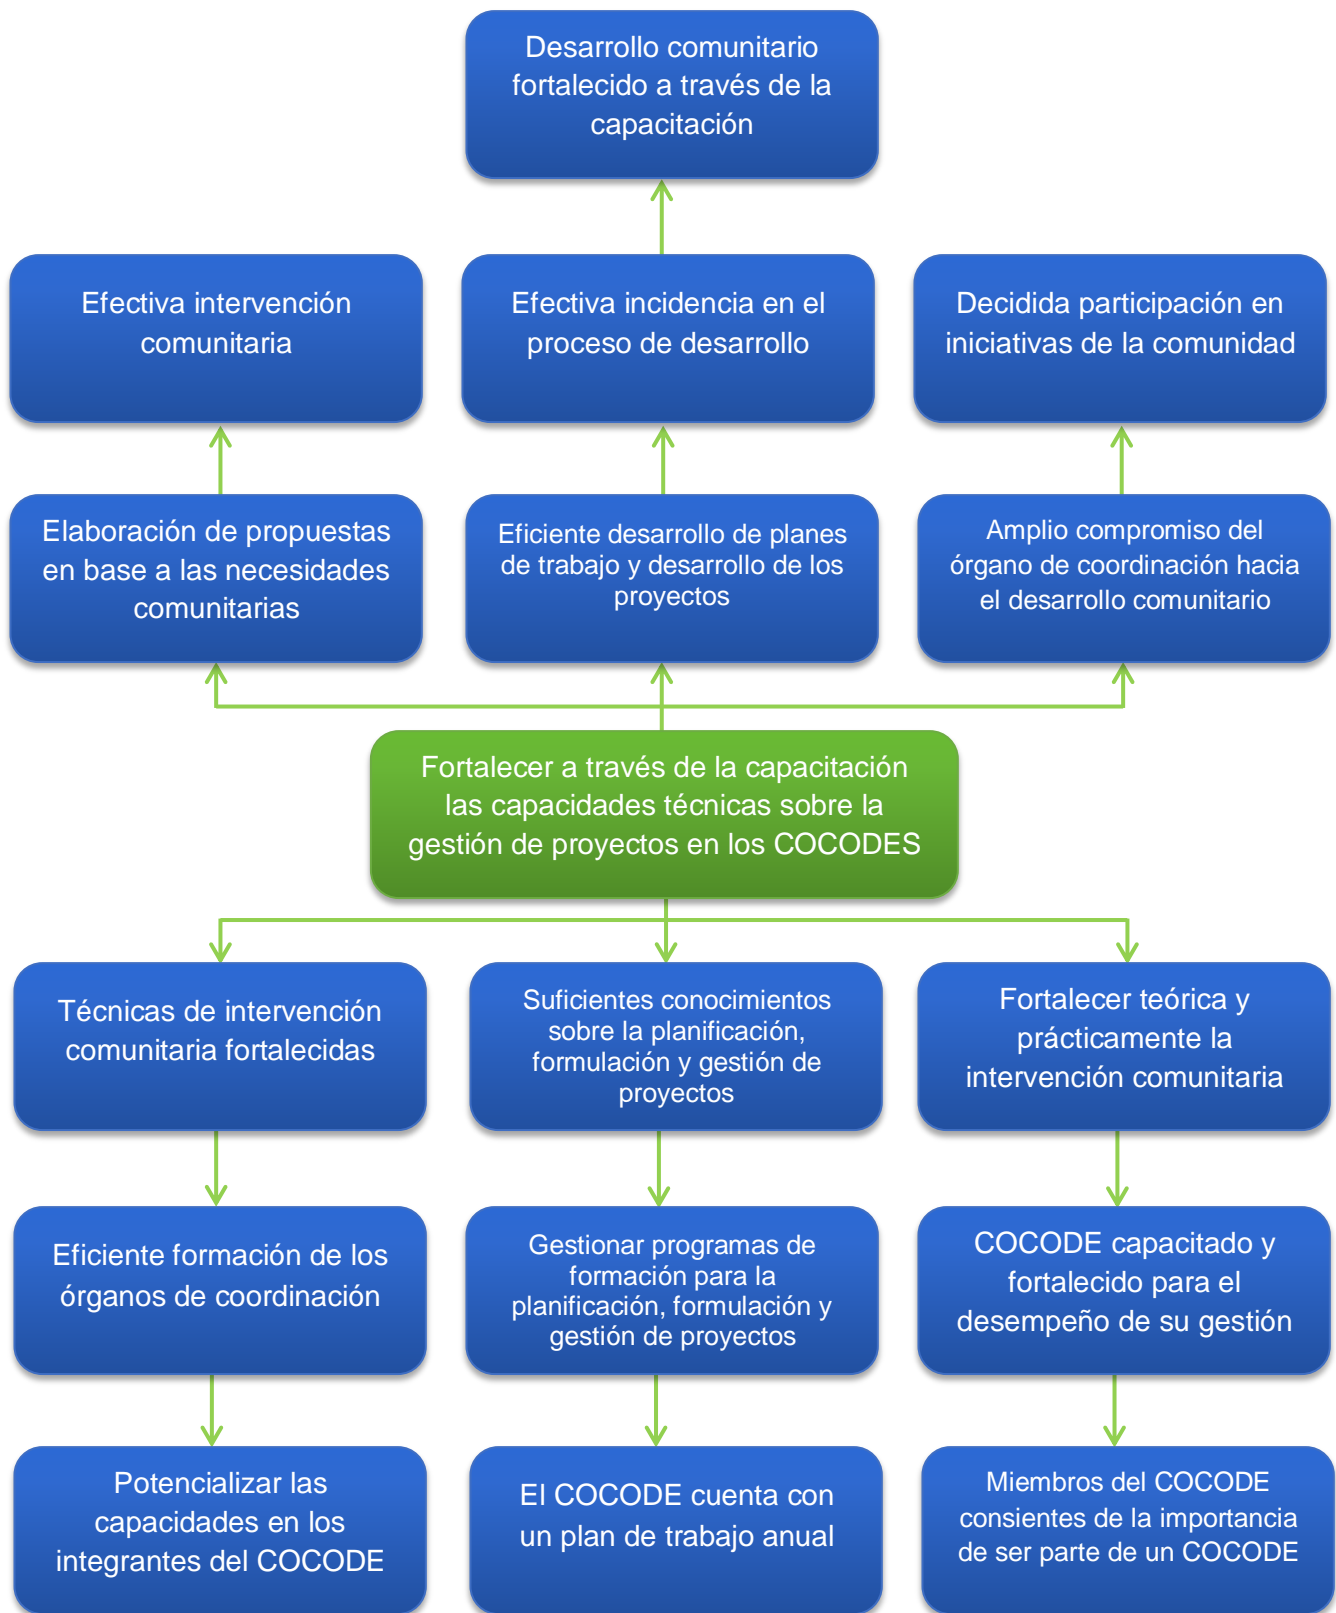 Desarrollo comunitario
fortalecido a través de la
capacitación
Efectiva intervención
comunitaria
Efectiva incidencia en el
proceso de desarrollo
Decidida participación en
iniciativas de la comunidad
Elaboración de propuestas
en base a las necesidades
comunitarias
Eficiente desarrollo de planes
de trabajo y desarrollo de los
proyectos
Amplio compromiso del
órgano de coordinación hacia
el desarrollo comunitario
Fortalecer a través de la capacitación
las capacidades técnicas sobre la
gestión de proyectos en los COCODES
Técnicas de intervención
comunitaria fortalecidas
Suficientes conocimientos
sobre la planificación,
formulación y gestión de
proyectos
Fortalecer teórica y
prácticamente la
intervención comunitaria
Eficiente formación de los
órganos de coordinación
Gestionar programas de
formación para la
planificación, formulación y
gestión de proyectos
COCODE capacitado y
fortalecido para el
desempeño de su gestión
Potencializar las
capacidades en los
integrantes del COCODE
El COCODE cuenta con
un plan de trabajo anual
Miembros del COCODE
consientes de la importancia
de ser parte de un COCODE